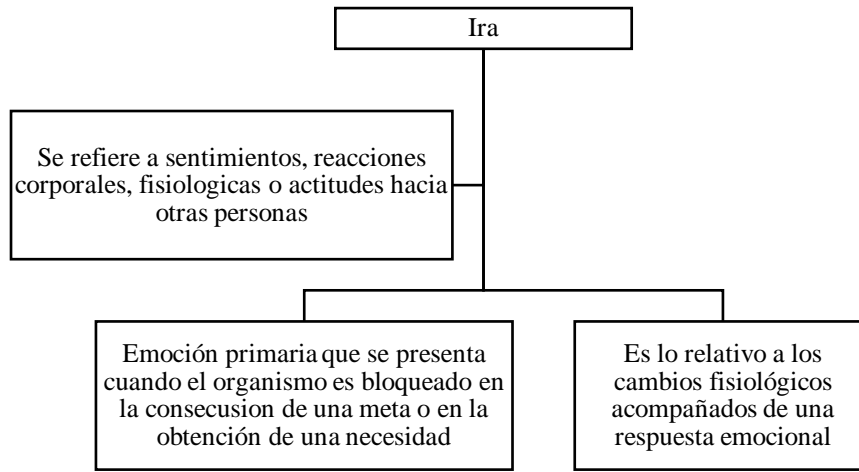 Ira
Se refiere a sentimientos, reacciones
corporales, fisiologicas o actitudes hacia
otras personas
Emoción primaria que se presenta
cuando el organismo es bloqueado en
la consecusion de una meta o en la
obtención de una necesidad
Es lo relativo a los
cambios fisiológicos
acompañados de una
respuesta emocional